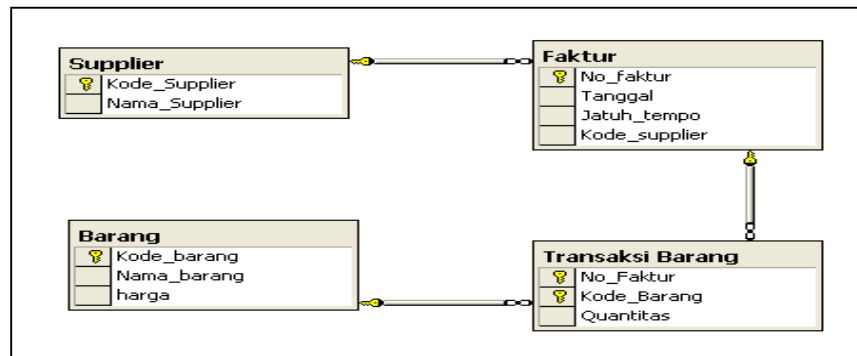 Supplier
Kode_Supplier
Nama_Supplier
Faktur
No_faktur
Tanggal
Jatuh_tempo
Kode_supplier
Barang
Kode_barang
Nama_barang
harga
Transaksi Barang
No_Faktur
Kode_Barang
Quantitas